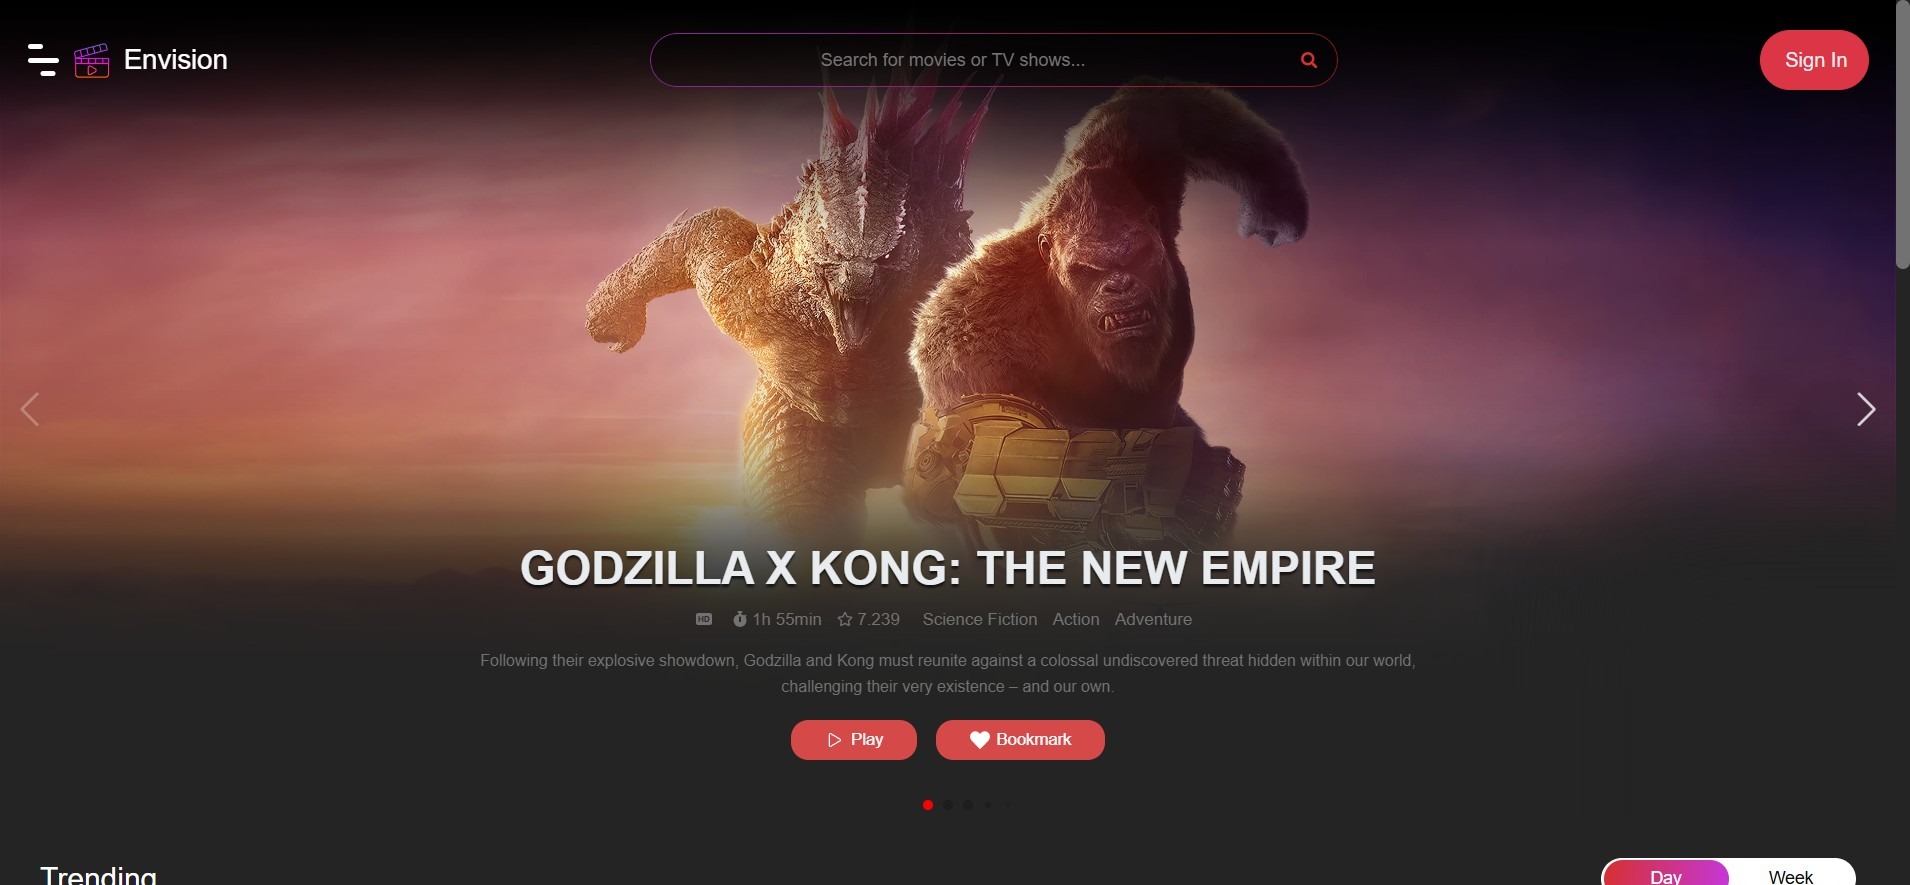 Envision
Search for movies or TV shows...
Sign In
GODZILLA X KONG: THE NEW EMPIRE
HD 1h 55min 7.239 Science Fiction Action Adventure
Following their explosive showdown, Godzilla and Kong must reunite against a colossal undiscovered threat hidden within our world,
challenging their very existence – and our own.
Play Bookmark
Trending
Day Week